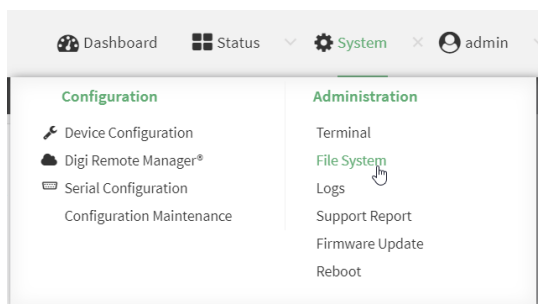 Dashboard Status System admin
Configuration
Device Configuration
Digi Remote Manager®
Serial Configuration
Configuration Maintenance
Administration
Terminal
File System
Logs
Support Report
Firmware Update
Reboot